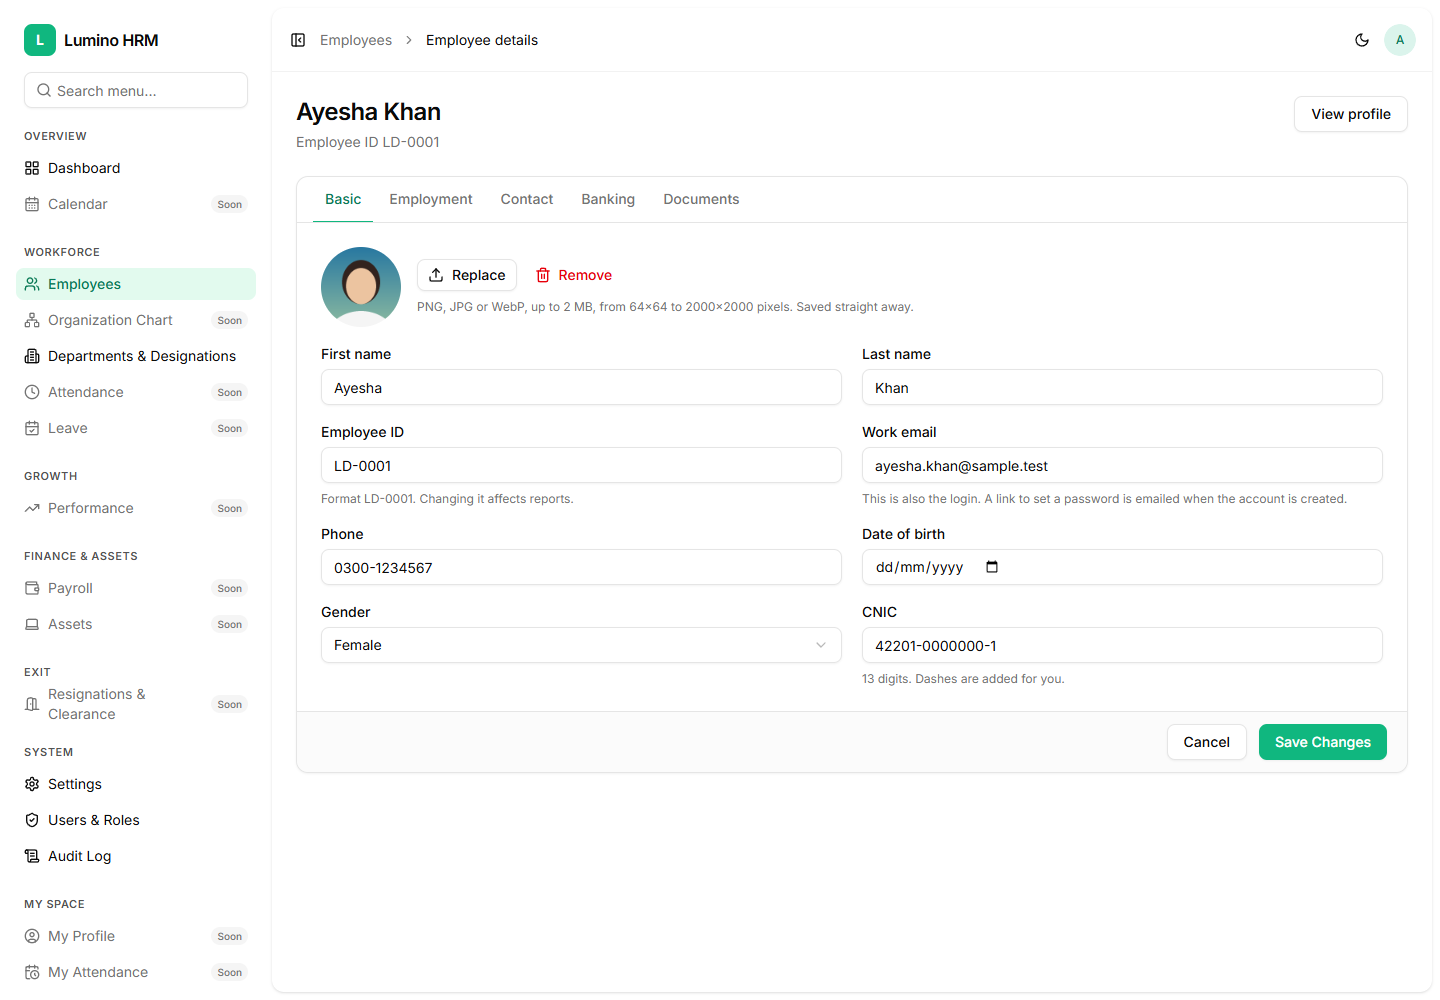 L
Lumino HRM
Search menu...
OVERVIEW
Dashboard
Calendar
Soon
WORKFORCE
Employees
Organization Chart
Soon
Departments & Designations
Attendance
Soon
Leave
Soon
GROWTH
Performance
Soon
FINANCE & ASSETS
Payroll
Soon
Assets
Soon
EXIT
Resignations &
Clearance
Soon
SYSTEM
Settings
Users & Roles
Audit Log
MY SPACE
My Profile
Soon
My Attendance
Soon
Employees
Employee details
A
Ayesha Khan
Employee ID LD-0001
View profile
Basic
Employment
Contact
Banking
Documents
Replace
Remove
PNG, JPG or WebP, up to 2 MB, from 64×64 to 2000×2000 pixels. Saved straight away.
First name
Ayesha
Last name
Khan
Employee ID
LD-0001
Format LD-0001. Changing it affects reports.
Work email
ayesha.khan@sample.test
This is also the login. A link to set a password is emailed when the account is created.
Phone
0300-1234567
Date of birth
dd/mm/yyyy
Gender
Female
CNIC
42201-0000000-1
13 digits. Dashes are added for you.
Cancel
Save Changes